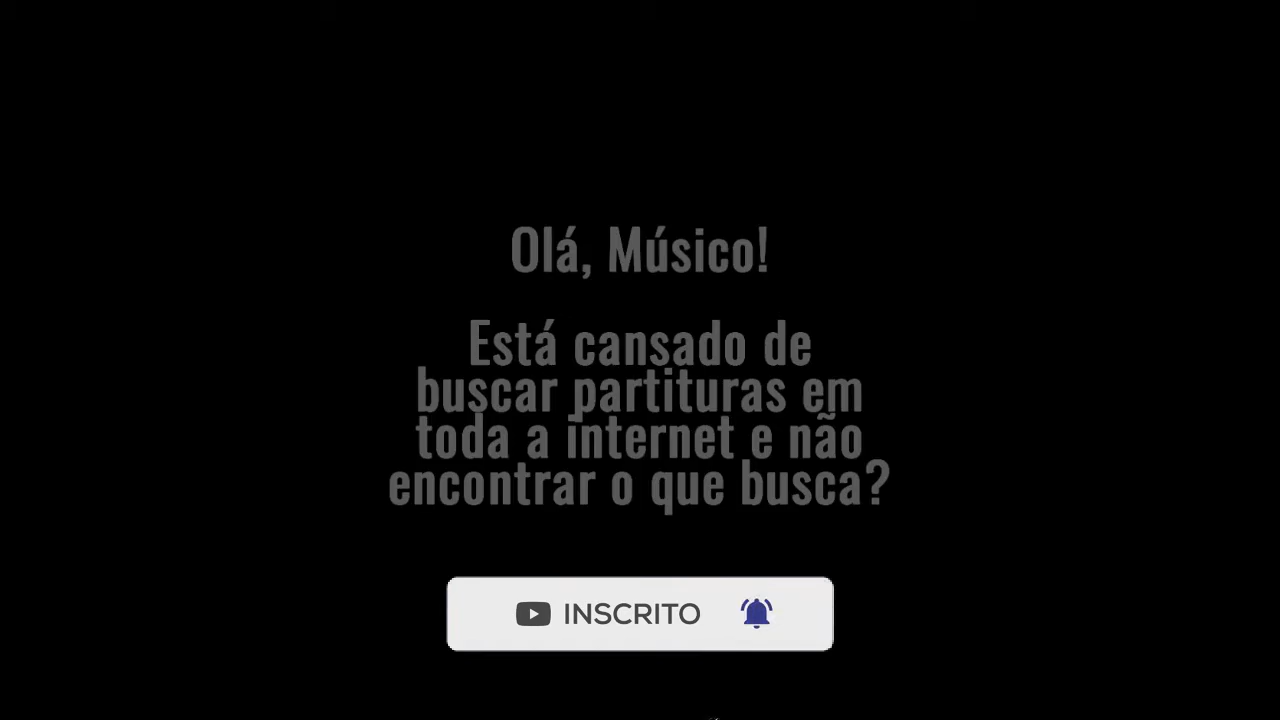 Olá, Músico!
Está cansado de
buscar partituras em
toda a internet e não
encontrar o que busca?
INSCRITO